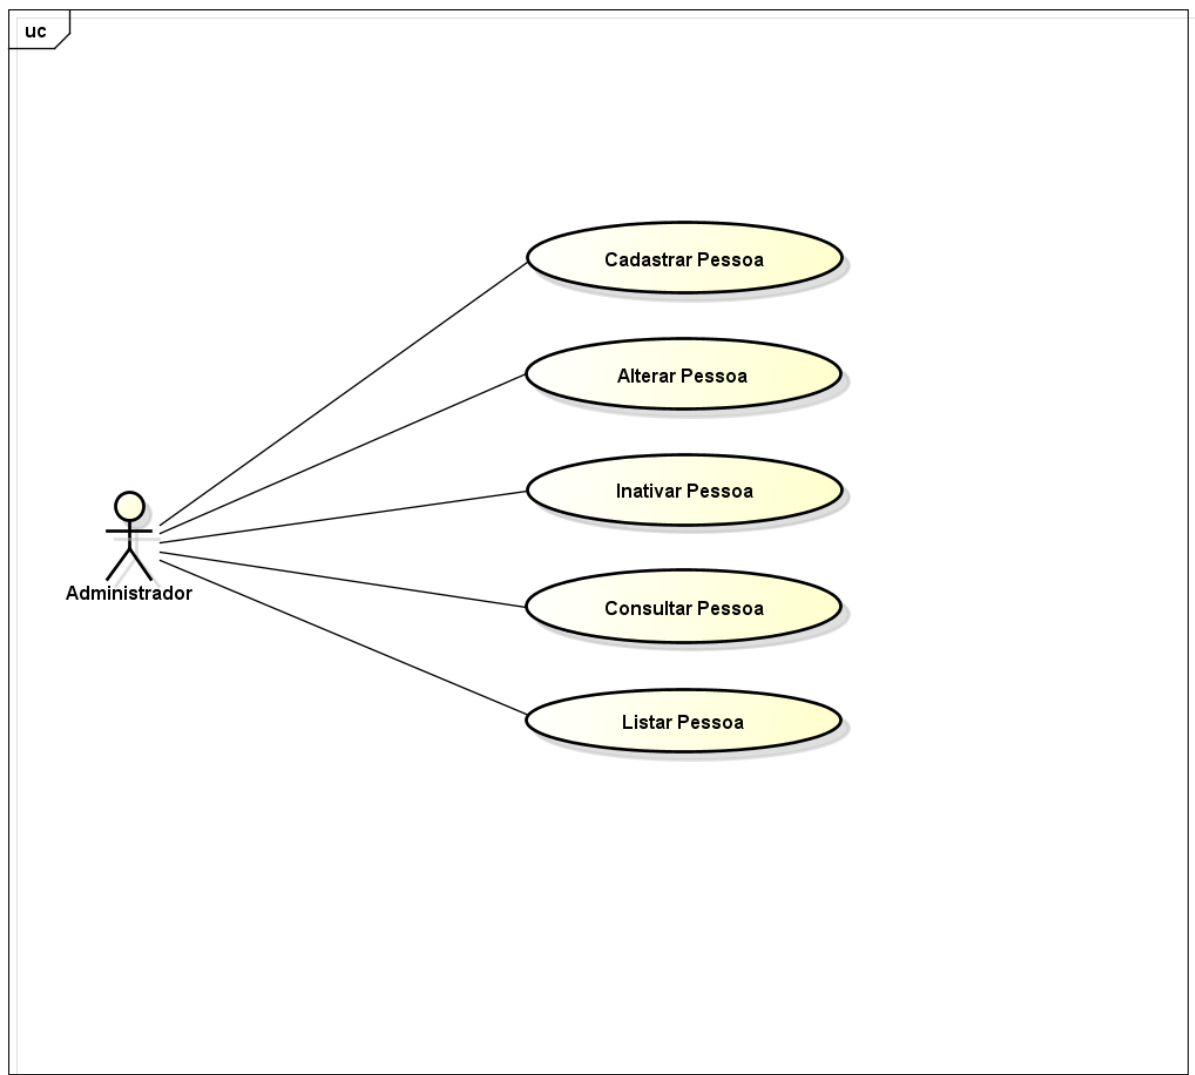 uc
Cadastrar Pessoa
Alterar Pessoa
Inativar Pessoa
Administrador
Consultar Pessoa
Listar Pessoa